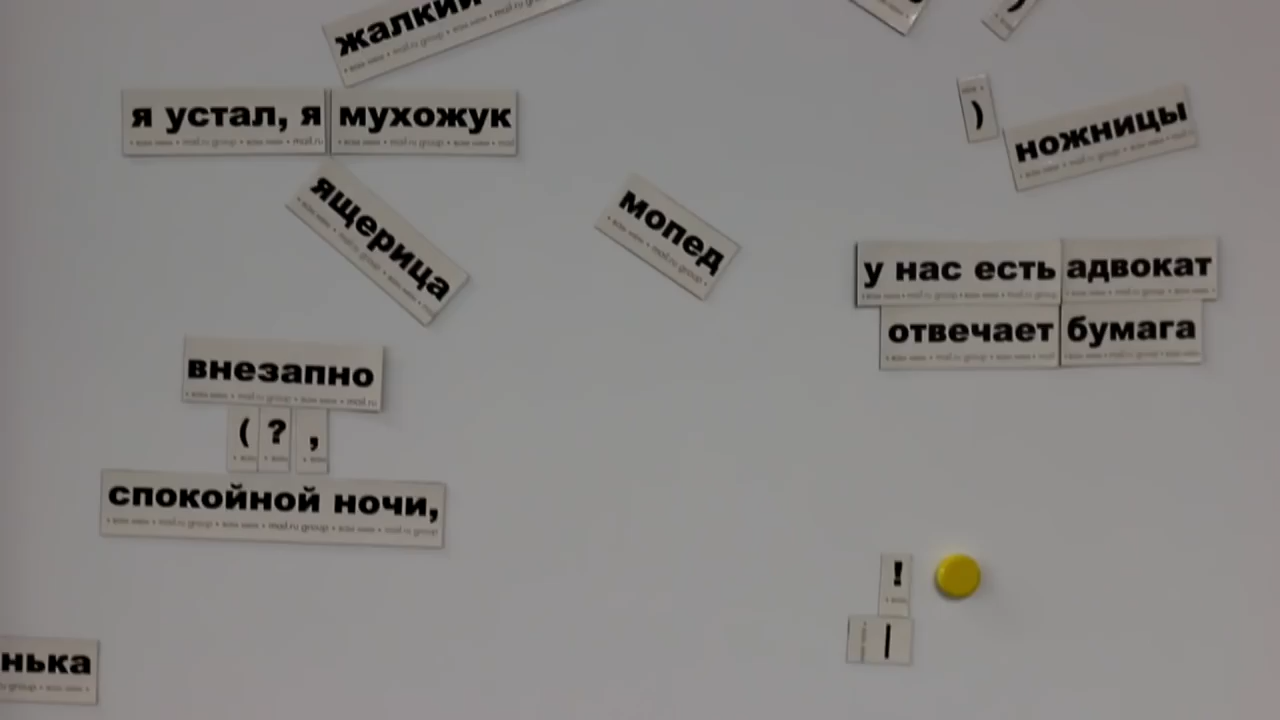 жалкий
)
я устал, я мухожук
ножницы
ящерица
мопед
у нас есть адвокат
отвечает бумага
внезапно
( ? ,
спокойной ночи,
!
|
нька